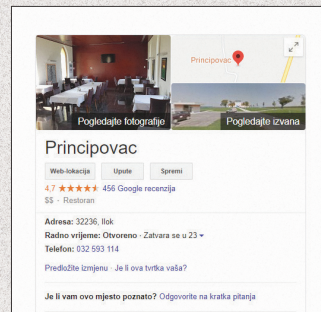 Principovac
Pogledajte fotografije
Pogledajte izvana
Principovac
Web-lokacija Upute Spremi
4,7 ★★★★★ 456 Google recenzija
$$ · Restoran
Adresa: 32236, Ilok
Radno vrijeme: Otvoreno · Zatvara se u 23
Telefon: 032 593 114
Predložite izmjenu · Je li ova tvrtka vaša?
Je li vam ovo mjesto poznato? Odgovorite na kratka pitanja